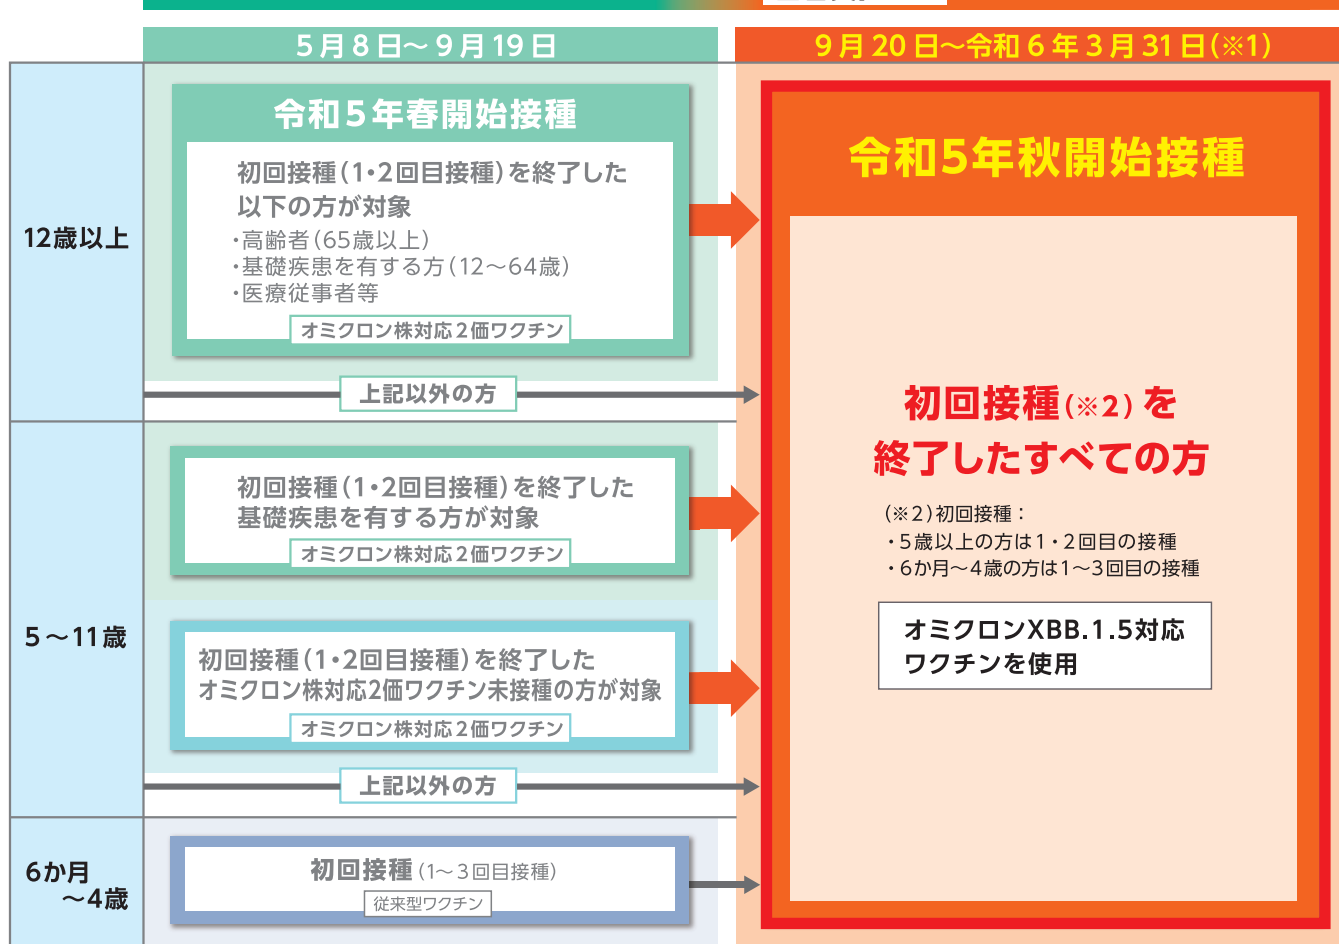 5月8日～9月19日
9月20日～令和6年3月31日(※1)
12歳以上
令和5年春開始接種
初回接種(1・2回目接種)を終了した
以下の方が対象
・高齢者(65歳以上)
・基礎疾患を有する方(12～64歳)
・医療従事者等
オミクロン株対応2価ワクチン
上記以外の方
5～11歳
初回接種(1・2回目接種)を終了した
基礎疾患を有する方が対象
オミクロン株対応2価ワクチン
初回接種(1・2回目接種)を終了した
オミクロン株対応2価ワクチン未接種の方が対象
オミクロン株対応2価ワクチン
上記以外の方
6か月
～4歳
初回接種(1～3回目接種)
従来型ワクチン
令和5年秋開始接種
初回接種(※2)を
終了したすべての方
(※2)初回接種：
・5歳以上の方は1・2回目の接種
・6か月～4歳の方は1～3回目の接種
オミクロンXBB.1.5対応
ワクチンを使用